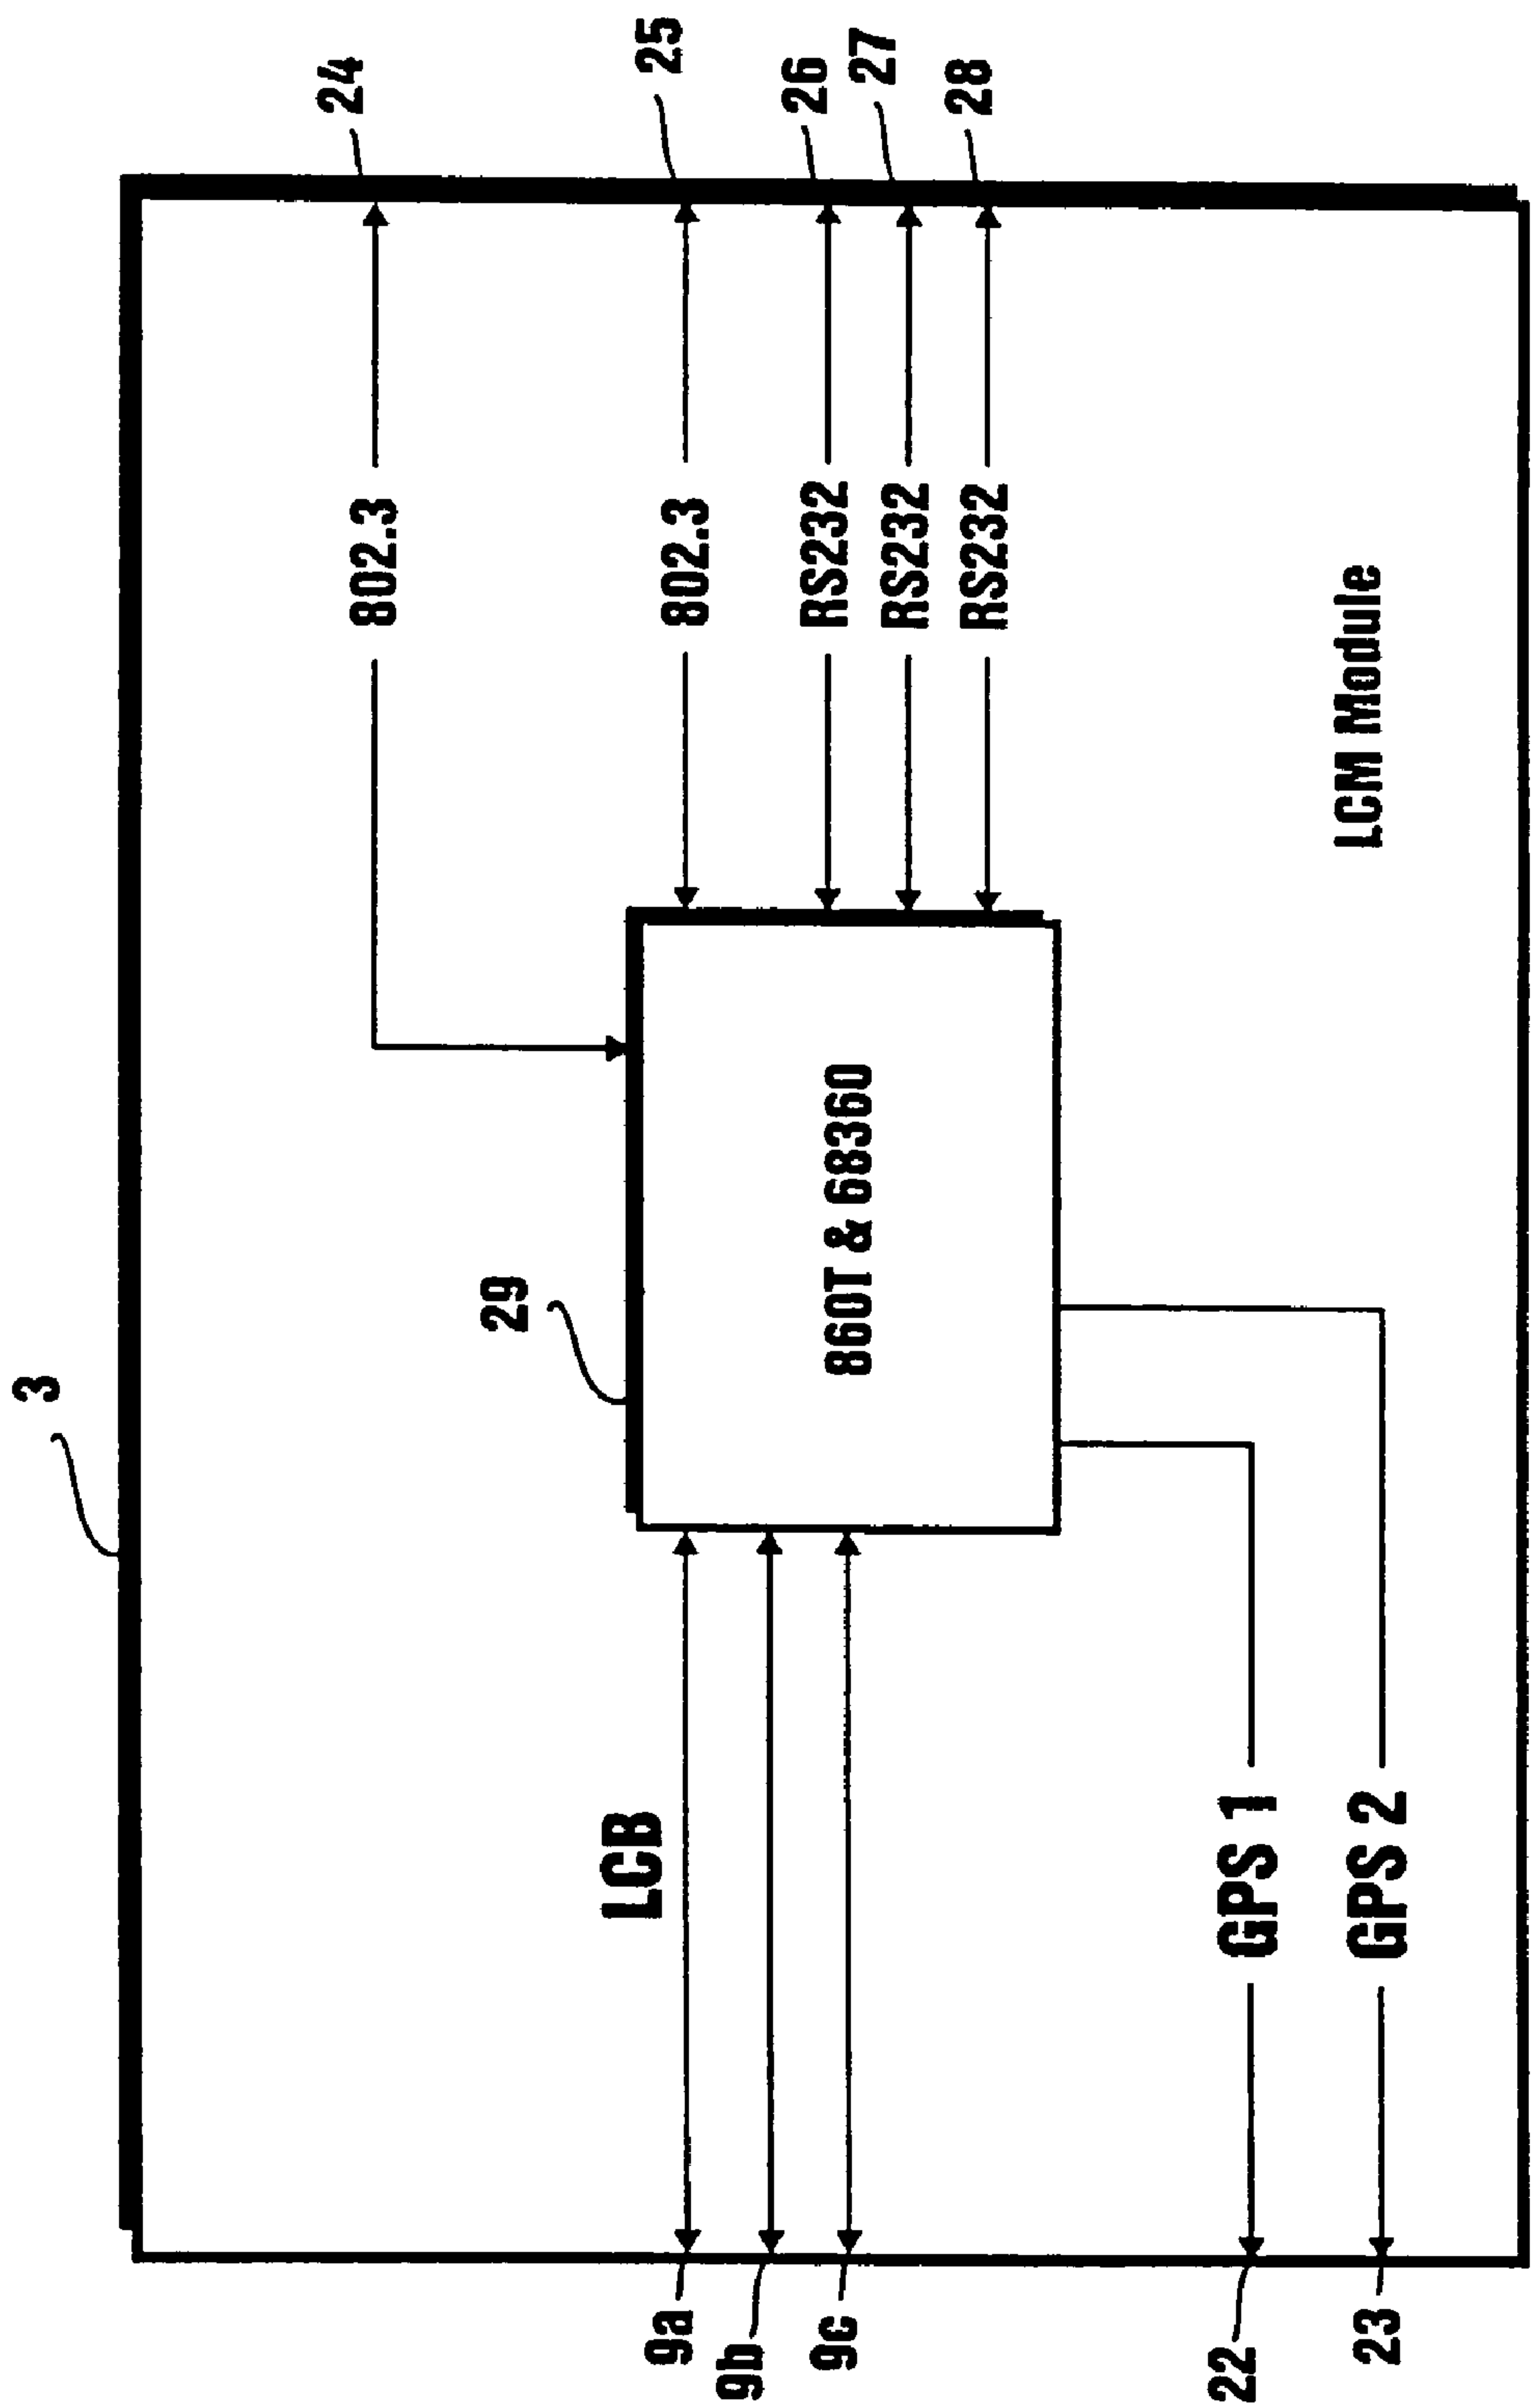 3
24
802.3
25
29
802.3
LCB
9a
26
RS232
9b
860T & 68360
27
RS232
9c
28
RS232
22
GPS 1
23
GPS 2
LCM Module